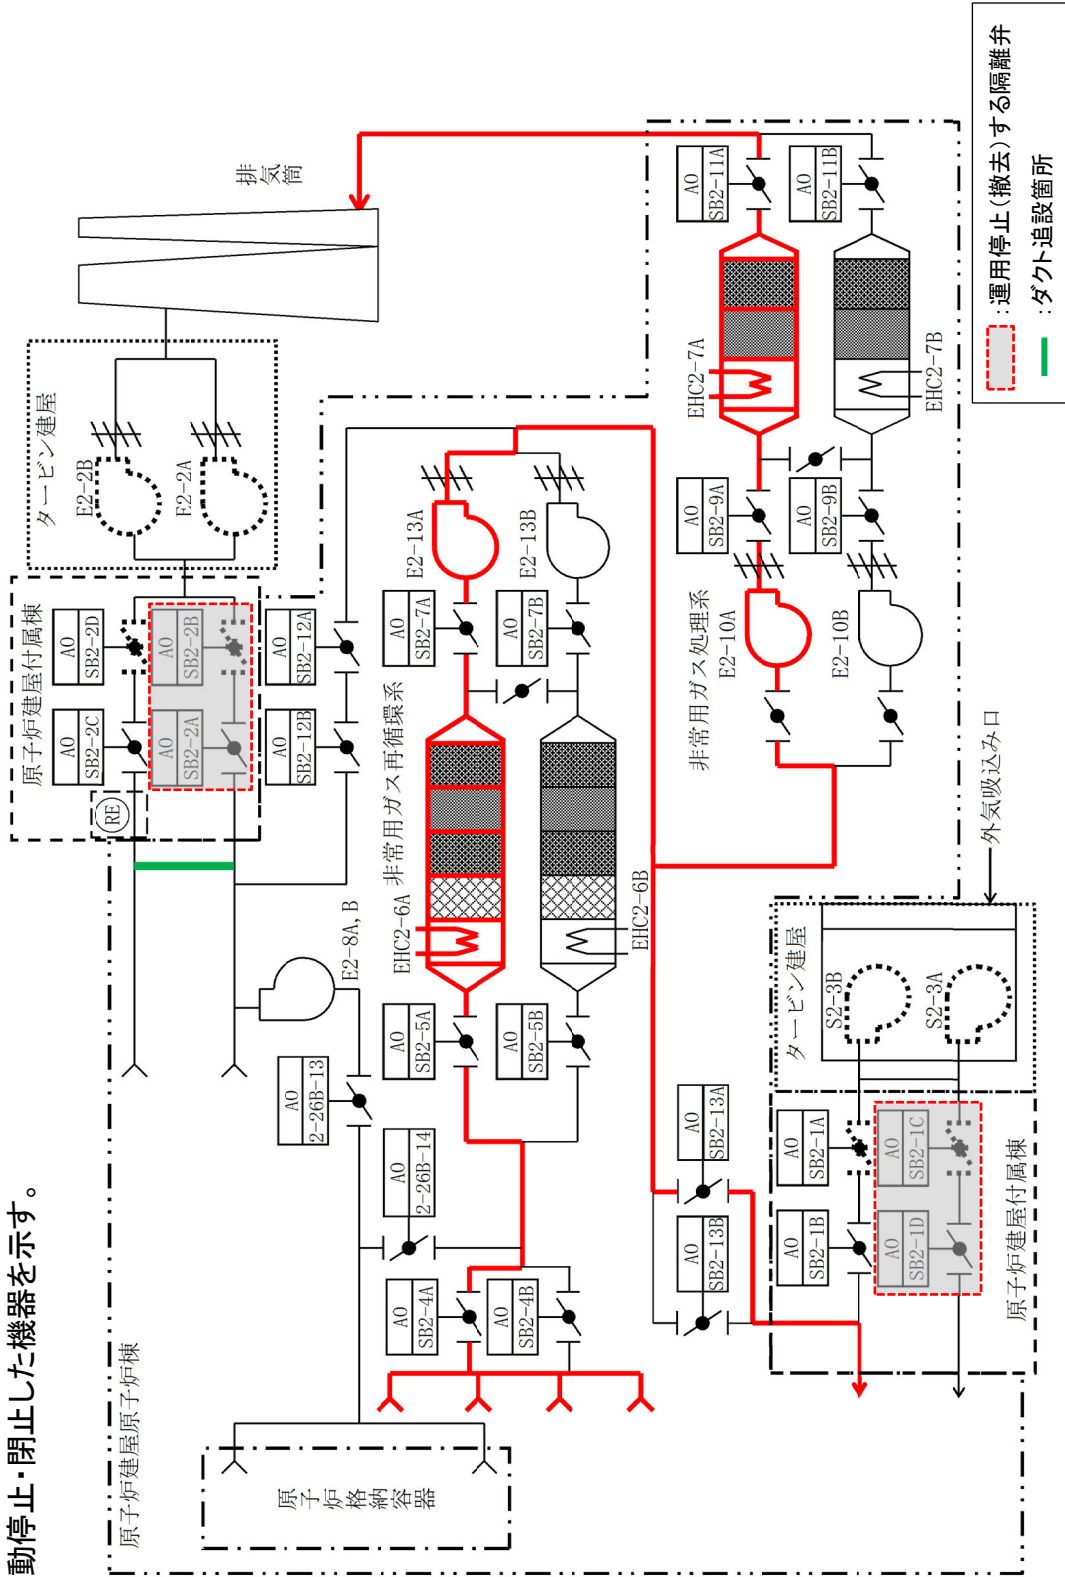 動停止・閉止した機器を示す。
原子炉建屋原子炉棟
原子炉格納容器
原子炉建屋付属棟
RE
AO
SB2-2C
AO
SB2-2D
AO
SB2-2A
AO
SB2-2B
AO
SB2-12B
AO
SB2-12A
タービン建屋
E2-2B
E2-2A
排気筒
E2-8A, B
AO
2-26B-13
AO
2-26B-14
非常用ガス再循環系
AO
SB2-4A
AO
SB2-4B
AO
SB2-5A
AO
SB2-5B
EHC2-6A
EHC2-6B
AO
SB2-7A
AO
SB2-7B
E2-13A
E2-13B
非常用ガス処理系
E2-10A
E2-10B
AO
SB2-9A
AO
SB2-9B
EHC2-7A
EHC2-7B
AO
SB2-11A
AO
SB2-11B
AO
SB2-13B
AO
SB2-13A
AO
SB2-1B
AO
SB2-1A
AO
SB2-1D
AO
SB2-1C
原子炉建屋付属棟
タービン建屋
S2-3B
S2-3A
外気吸込み口
:運用停止(撤去)する隔離弁
:ダクト追設箇所